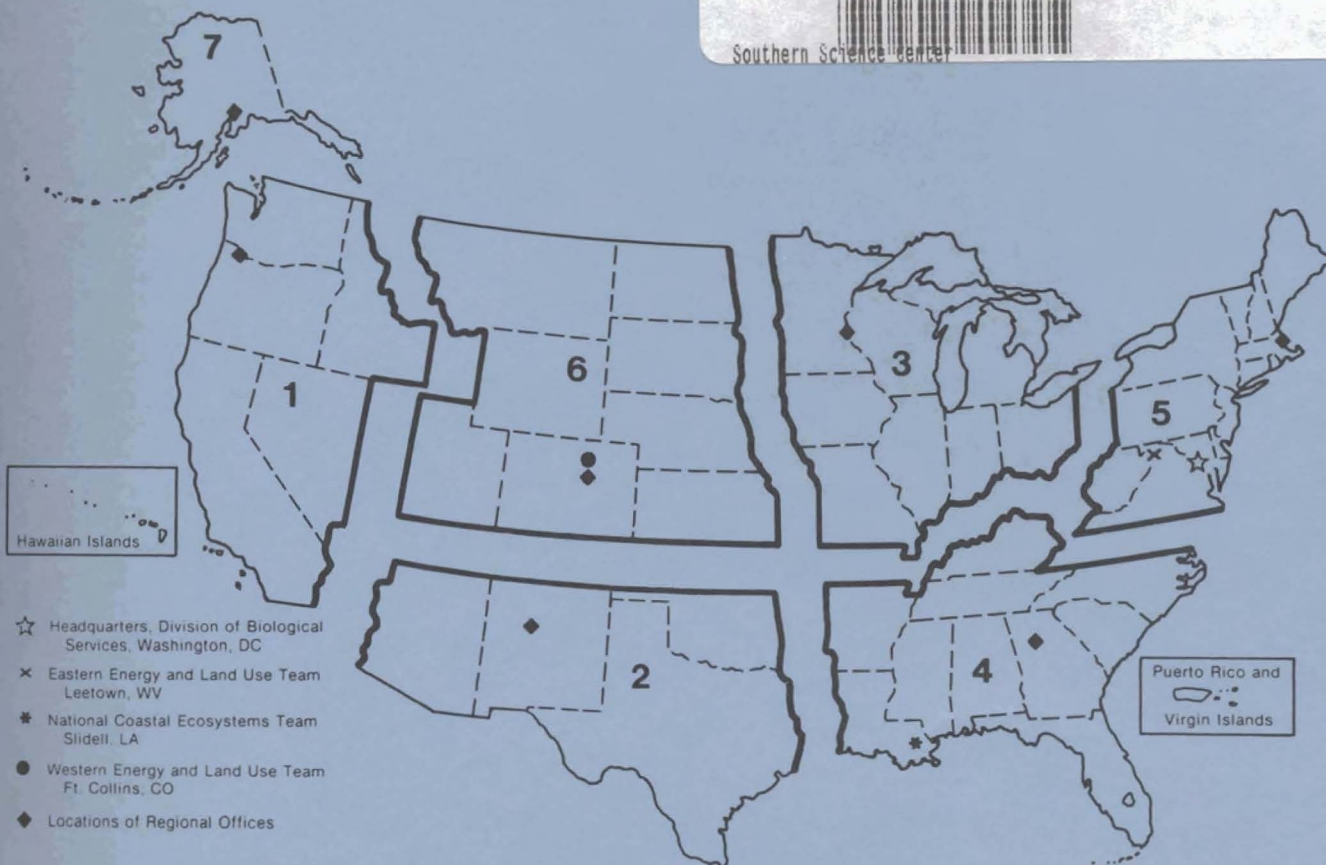 Southern Science Center
7
6
3
1
5
Hawaiian Islands
2
4
Puerto Rico and
Virgin Islands
☆ Headquarters, Division of Biological
Services, Washington, DC
× Eastern Energy and Land Use Team
Leetown, WV
* National Coastal Ecosystems Team
Slidell, LA
● Western Energy and Land Use Team
Ft. Collins, CO
◆ Locations of Regional Offices